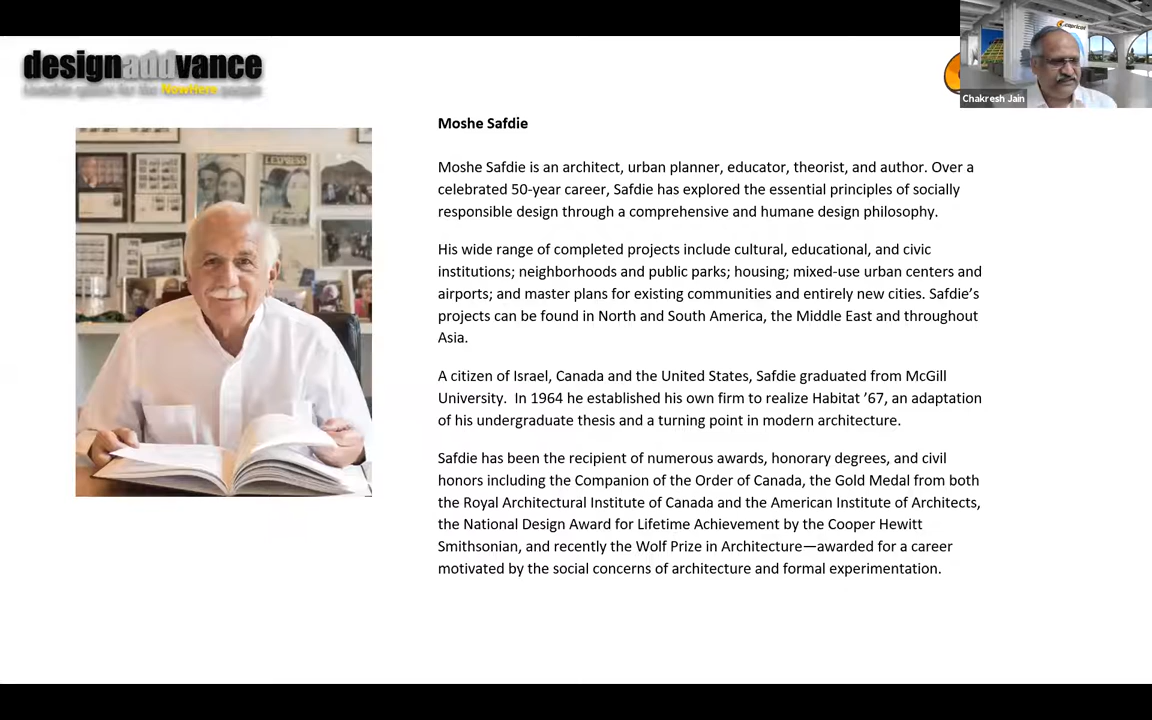 designaddvance
Liveable spaces for the Nowhere people
capricot
Chakresh Jain
Moshe Safdie
Moshe Safdie is an architect, urban planner, educator, theorist, and author. Over a
celebrated 50-year career, Safdie has explored the essential principles of socially
responsible design through a comprehensive and humane design philosophy.
His wide range of completed projects include cultural, educational, and civic
institutions; neighborhoods and public parks; housing; mixed-use urban centers and
airports; and master plans for existing communities and entirely new cities. Safdie’s
projects can be found in North and South America, the Middle East and throughout
Asia.
A citizen of Israel, Canada and the United States, Safdie graduated from McGill
University.  In 1964 he established his own firm to realize Habitat ’67, an adaptation
of his undergraduate thesis and a turning point in modern architecture.
Safdie has been the recipient of numerous awards, honorary degrees, and civil
honors including the Companion of the Order of Canada, the Gold Medal from both
the Royal Architectural Institute of Canada and the American Institute of Architects,
the National Design Award for Lifetime Achievement by the Cooper Hewitt
Smithsonian, and recently the Wolf Prize in Architecture—awarded for a career
motivated by the social concerns of architecture and formal experimentation.
L'EXPRESS